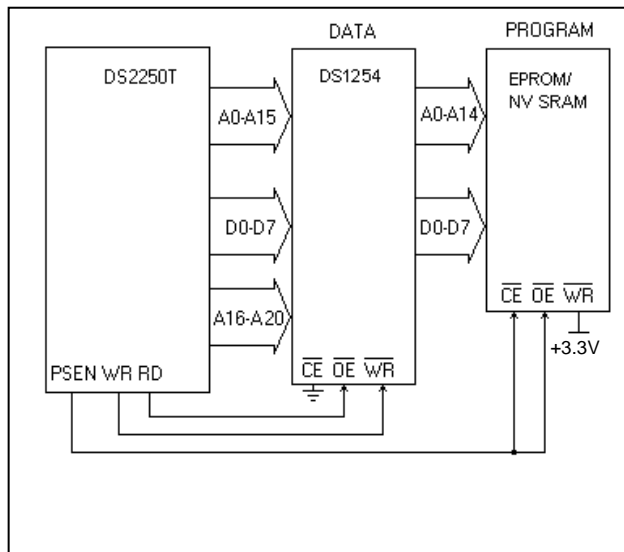 DATA
PROGRAM
DS2250T
DS1254
EPROM/
NV SRAM
A0-A15
A0-A14
D0-D7
D0-D7
A16-A20
CE OE WR
+3.3V
PSEN WR RD
CE OE WR